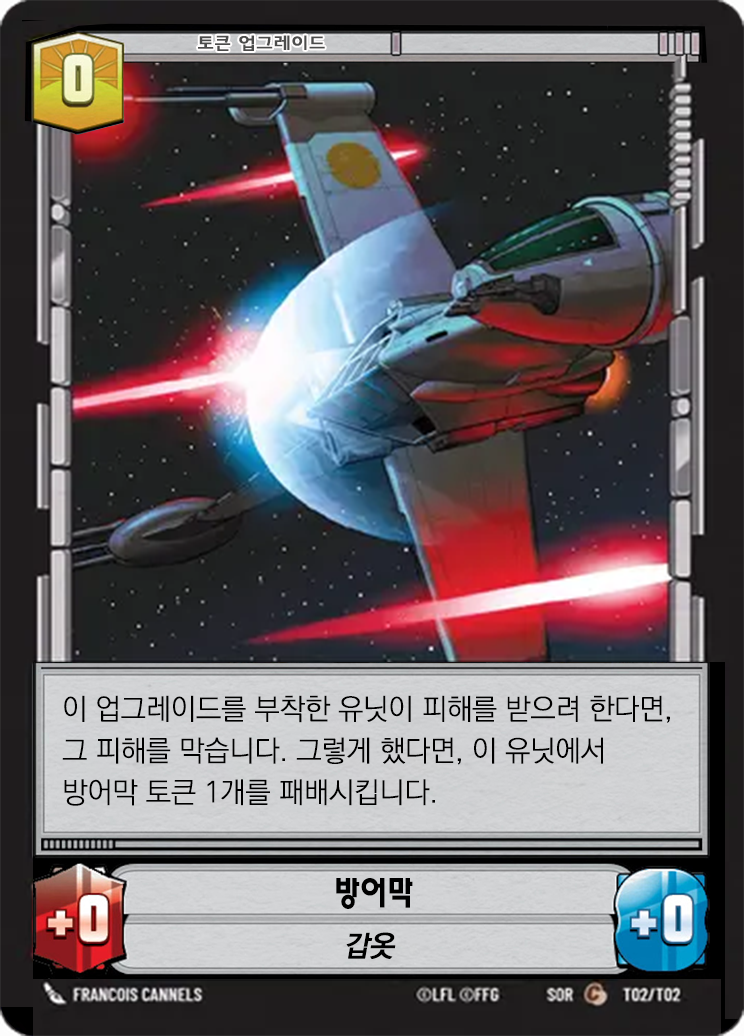 토큰 업그레이드
0
이 업그레이드를 부착한 유닛이 피해를 받으려 한다면,
그 피해를 막습니다. 그렇게 했다면, 이 유닛에서
방어막 토큰 1개를 패배시킵니다.
방어막
+0
+0
갑옷
FRANCOIS CANNELS ©LFL ©FFG SOR C T02/T02